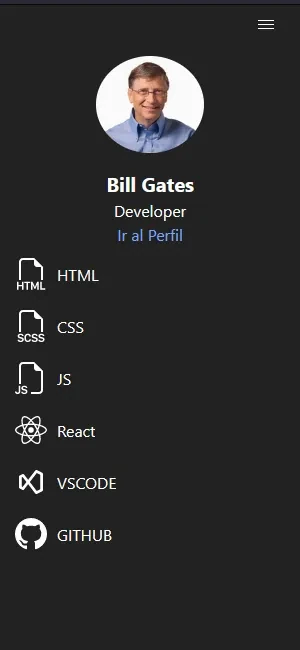 Bill Gates
Developer
Ir al Perfil
HTML
HTML
SCSS
CSS
JS
JS
React
VSCODE
GITHUB